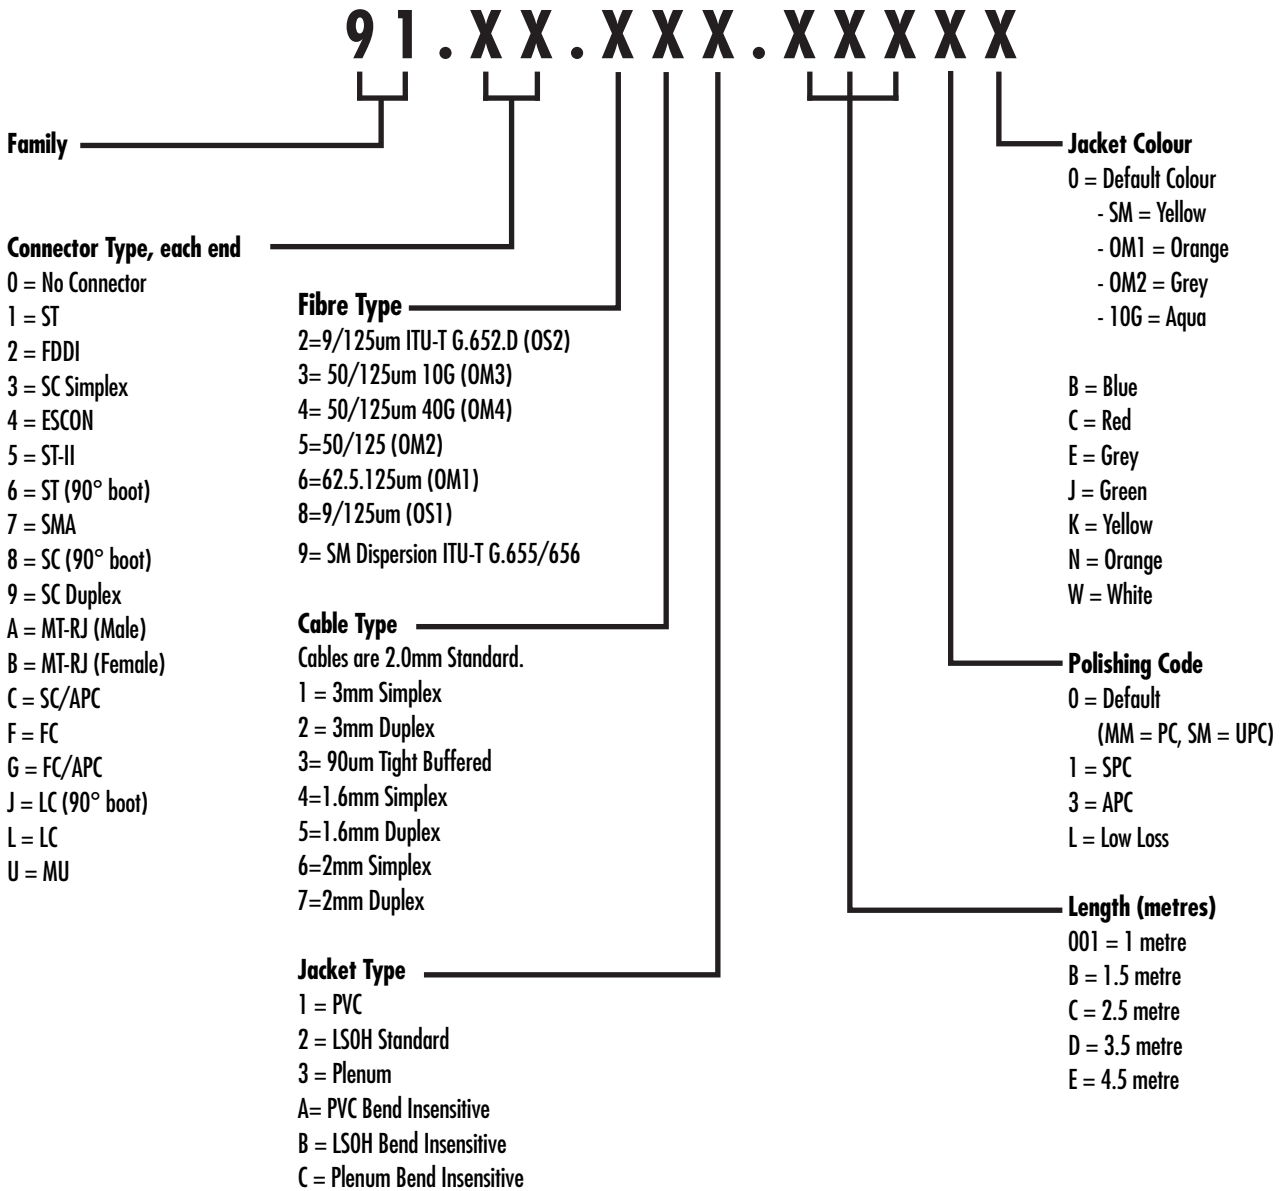 91.XX.XXX.XXXXX
Family
Connector Type, each end
0 = No Connector
1 = ST
2 = FDDI
3 = SC Simplex
4 = ESCON
5 = ST-II
6 = ST (90° boot)
7 = SMA
8 = SC (90° boot)
9 = SC Duplex
A = MT-RJ (Male)
B = MT-RJ (Female)
C = SC/APC
F = FC
G = FC/APC
J = LC (90° boot)
L = LC
U = MU
Fibre Type
2=9/125um ITU-T G.652.D (OS2)
3= 50/125um 10G (OM3)
4= 50/125um 40G (OM4)
5=50/125 (OM2)
6=62.5.125um (OM1)
8=9/125um (OS1)
9= SM Dispersion ITU-T G.655/656
Cable Type
Cables are 2.0mm Standard.
1 = 3mm Simplex
2 = 3mm Duplex
3= 90um Tight Buffered
4=1.6mm Simplex
5=1.6mm Duplex
6=2mm Simplex
7=2mm Duplex
Jacket Type
1 = PVC
2 = LSOH Standard
3 = Plenum
A= PVC Bend Insensitive
B = LSOH Bend Insensitive
C = Plenum Bend Insensitive
Jacket Colour
0 = Default Colour
- SM = Yellow
- OM1 = Orange
- OM2 = Grey
- 10G = Aqua
B = Blue
C = Red
E = Grey
J = Green
K = Yellow
N = Orange
W = White
Polishing Code
0 = Default
(MM = PC, SM = UPC)
1 = SPC
3 = APC
L = Low Loss
Length (metres)
001 = 1 metre
B = 1.5 metre
C = 2.5 metre
D = 3.5 metre
E = 4.5 metre